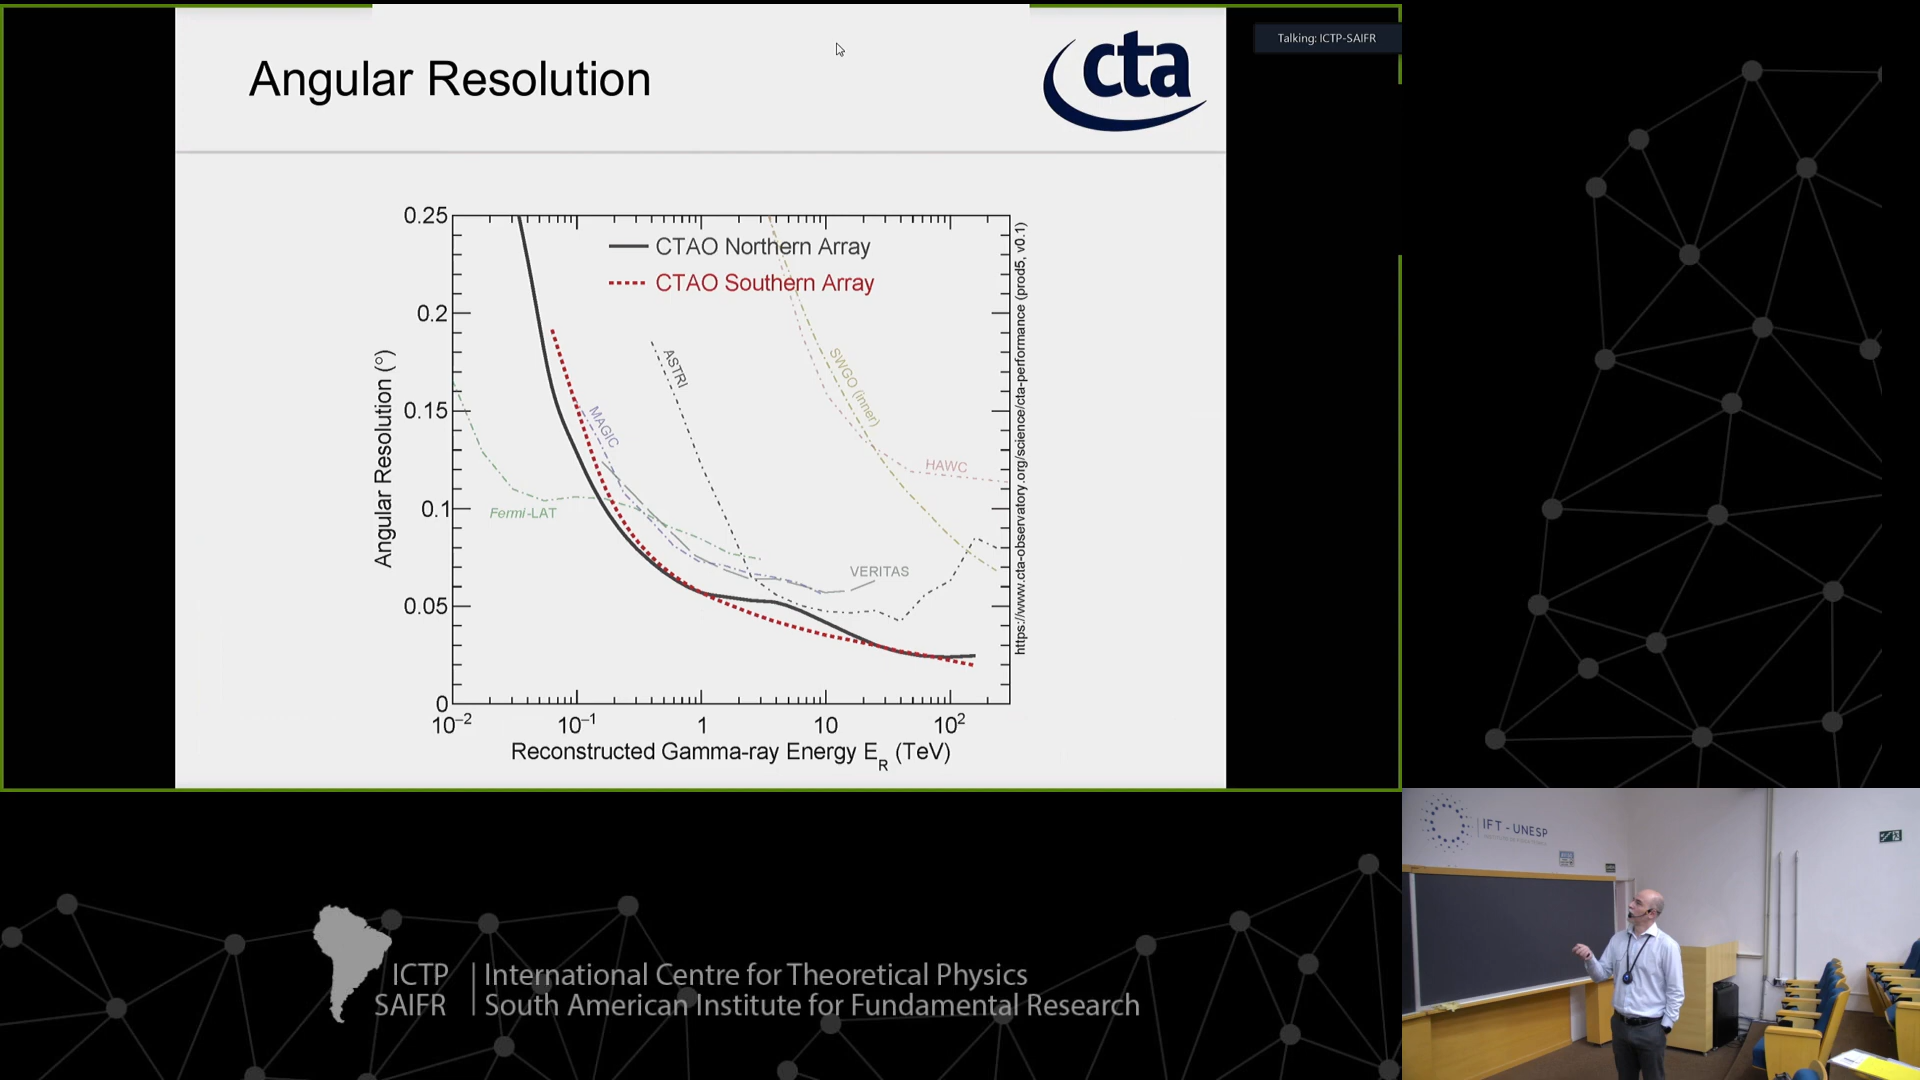 Angular Resolution
cta
Talking: ICTP-SAIFR
0.25
0.2
0.15
0.1
0.05
0
Angular Resolution (°)
CTAO Northern Array
CTAO Southern Array
ASTRI
MAGIC
SWGO (inner)
HAWC
Fermi-LAT
VERITAS
10⁻² 10⁻¹ 1 10 10²
Reconstructed Gamma-ray Energy E_R (TeV)
https://www.cta-observatory.org/science/cta-performance (prod5, v0.1)
IFT - UNESP
ICTP
SAIFR
International Centre for Theoretical Physics
South American Institute for Fundamental Research